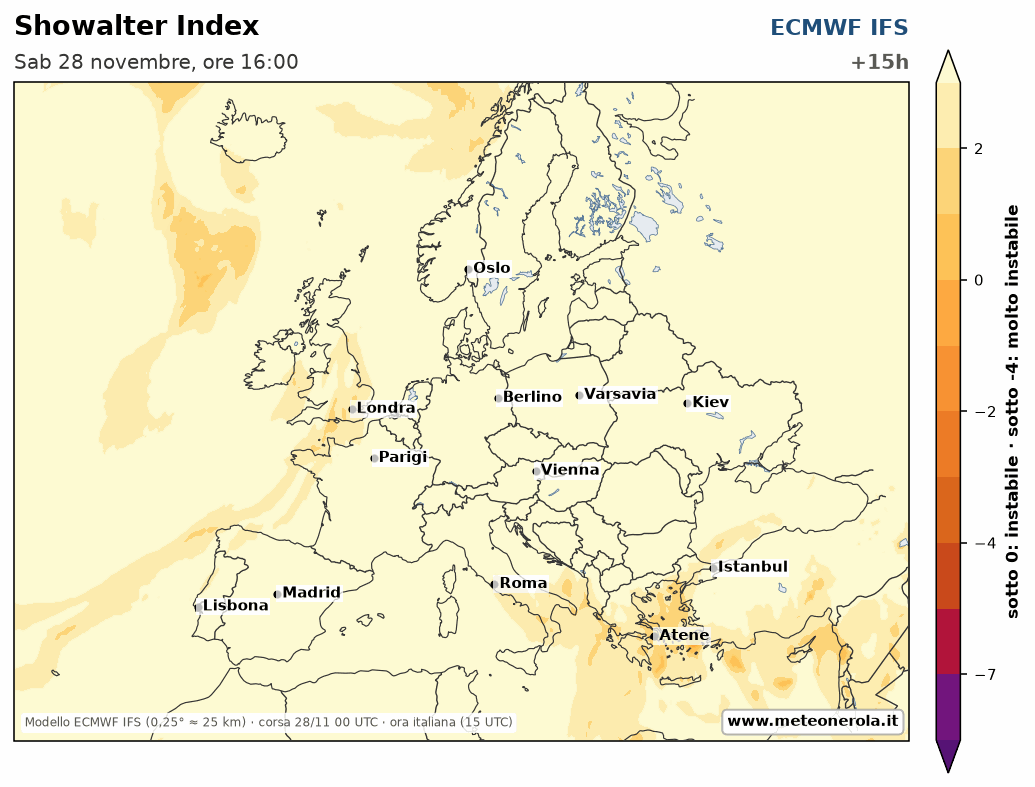 Showalter Index
ECMWF IFS
Sab 28 novembre, ore 16:00
+15h
Oslo
Londra
Berlino
Varsavia
Kiev
Parigi
Vienna
Istanbul
Roma
Madrid
Lisbona
Atene
2
0
−2
−4
−7
sotto 0: instabile · sotto -4: molto instabile
Modello ECMWF IFS (0,25° ≈ 25 km) · corsa 28/11 00 UTC · ora italiana (15 UTC)
www.meteonerola.it